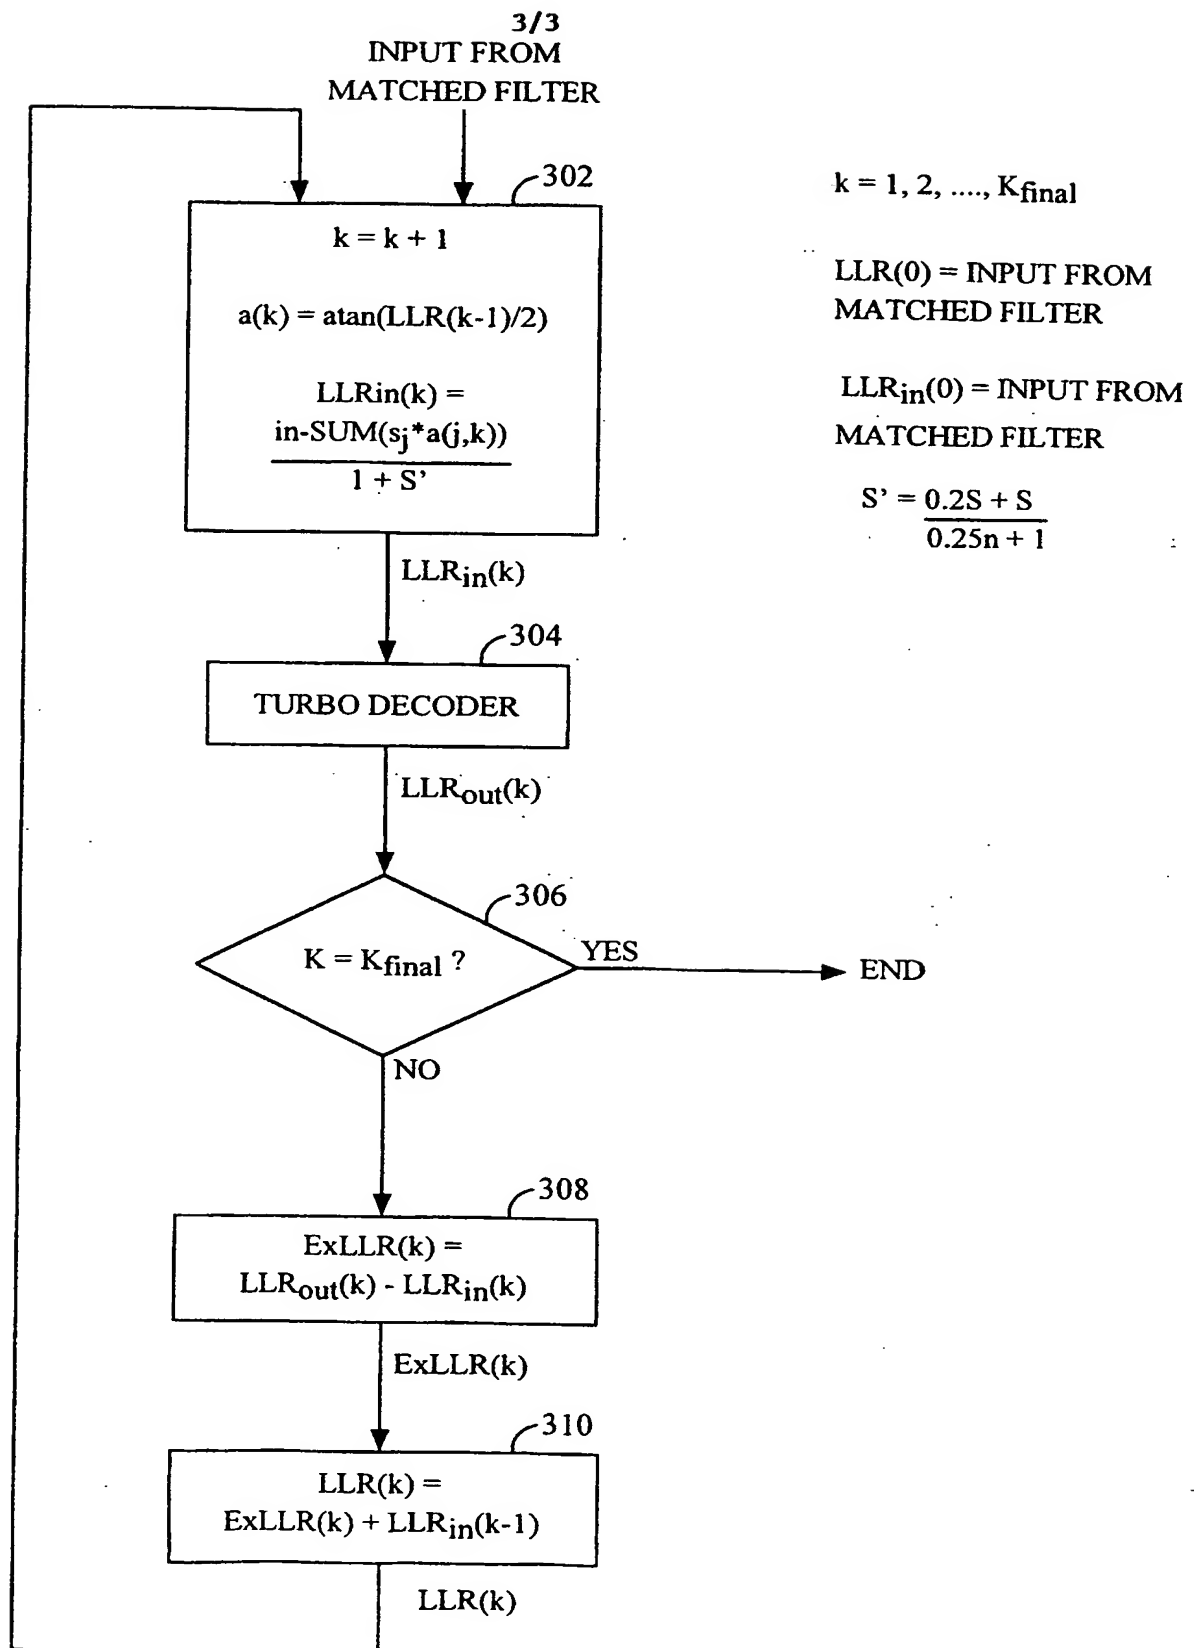 3/3
INPUT FROM
MATCHED FILTER
302
k = k + 1
a(k) = atan(LLR(k-1)/2)
LLRin(k) =
in-SUM(sj*a(j,k))
1 + S'
k = 1, 2, ...., Kfinal
LLR(0) = INPUT FROM
MATCHED FILTER
LLRin(0) = INPUT FROM
MATCHED FILTER
S' = 0.2S + S
0.25n + 1
LLRin(k)
304
TURBO DECODER
LLRout(k)
306
K = Kfinal ?
YES
END
NO
308
ExLLR(k) =
LLRout(k) - LLRin(k)
ExLLR(k)
310
LLR(k) =
ExLLR(k) + LLRin(k-1)
LLR(k)